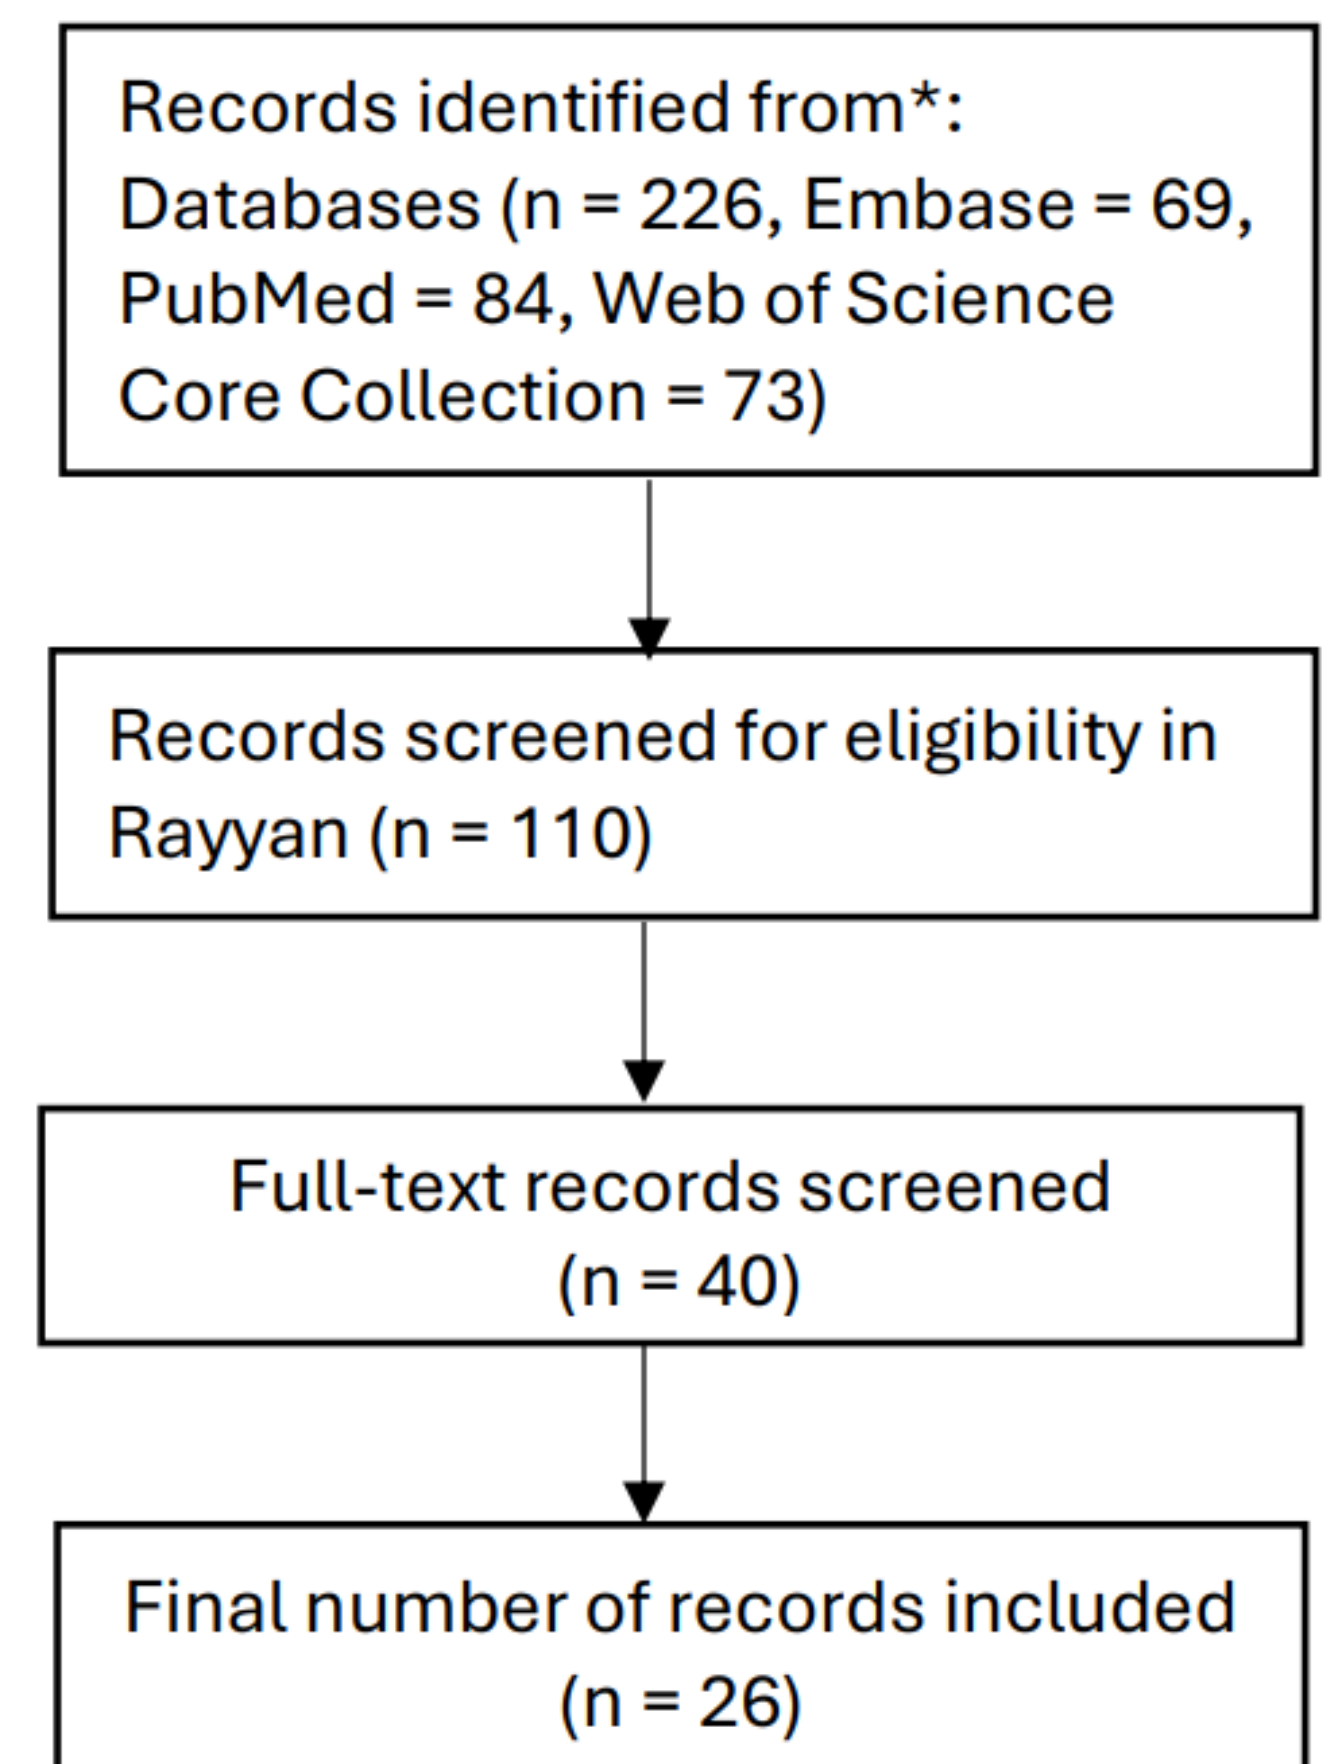 Records identified from*:
Databases (n = 226, Embase = 69,
PubMed = 84, Web of Science
Core Collection = 73)
Records screened for eligibility in
Rayyan (n = 110)
Full-text records screened
(n = 40)
Final number of records included
(n = 26)